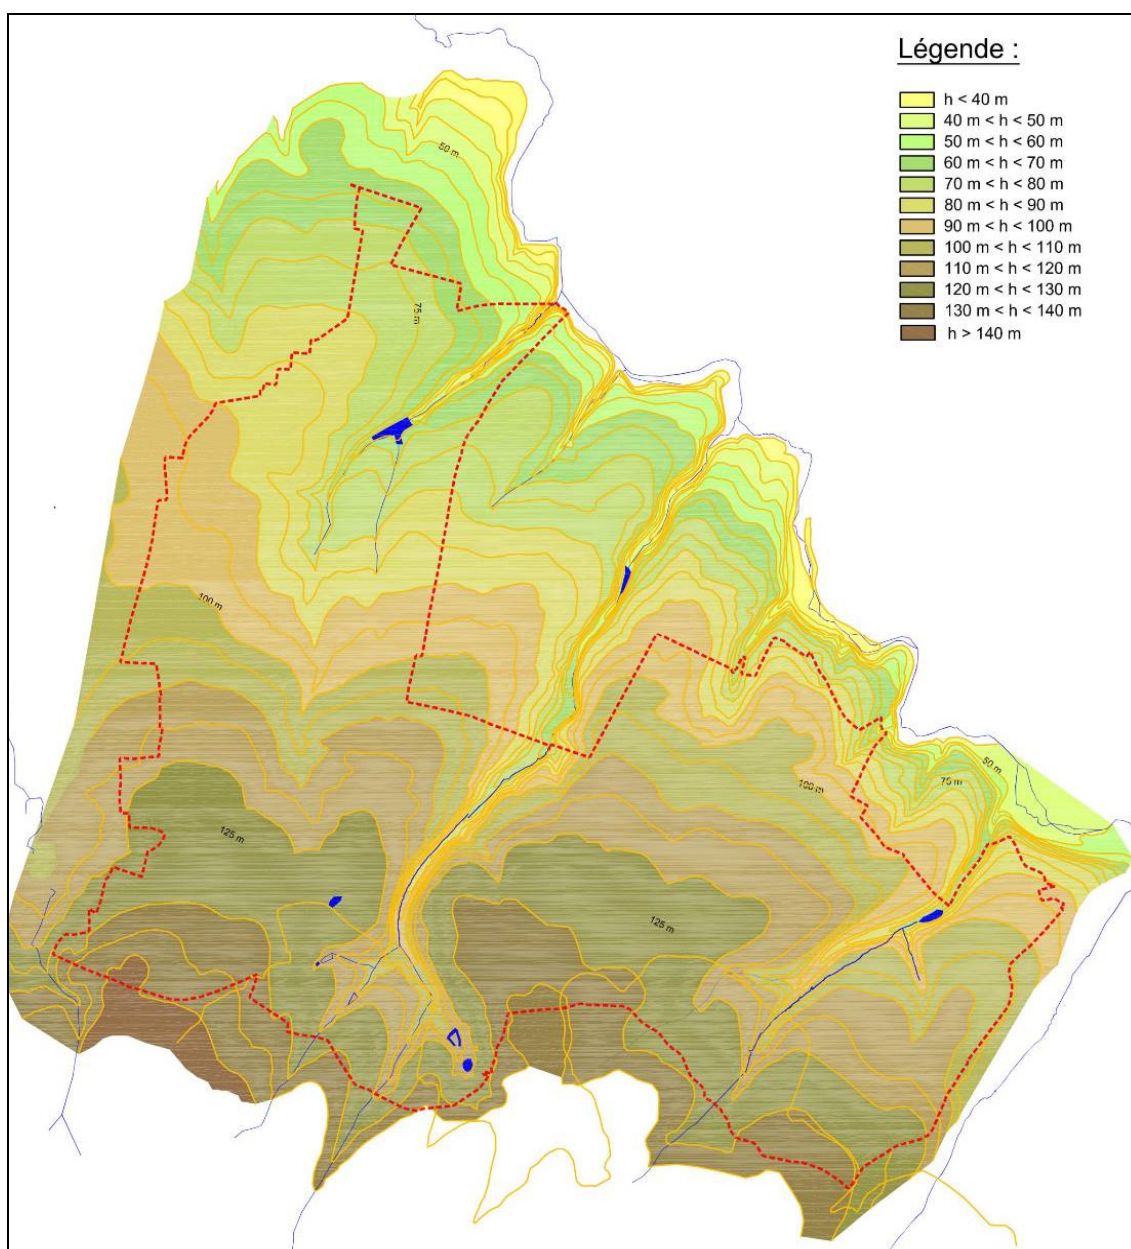 Légende :
h < 40 m
40 m < h < 50 m
50 m < h < 60 m
60 m < h < 70 m
70 m < h < 80 m
80 m < h < 90 m
90 m < h < 100 m
100 m < h < 110 m
110 m < h < 120 m
120 m < h < 130 m
130 m < h < 140 m
h > 140 m
50 m
75 m
100 m
50 m
75 m
100 m
125 m
125 m